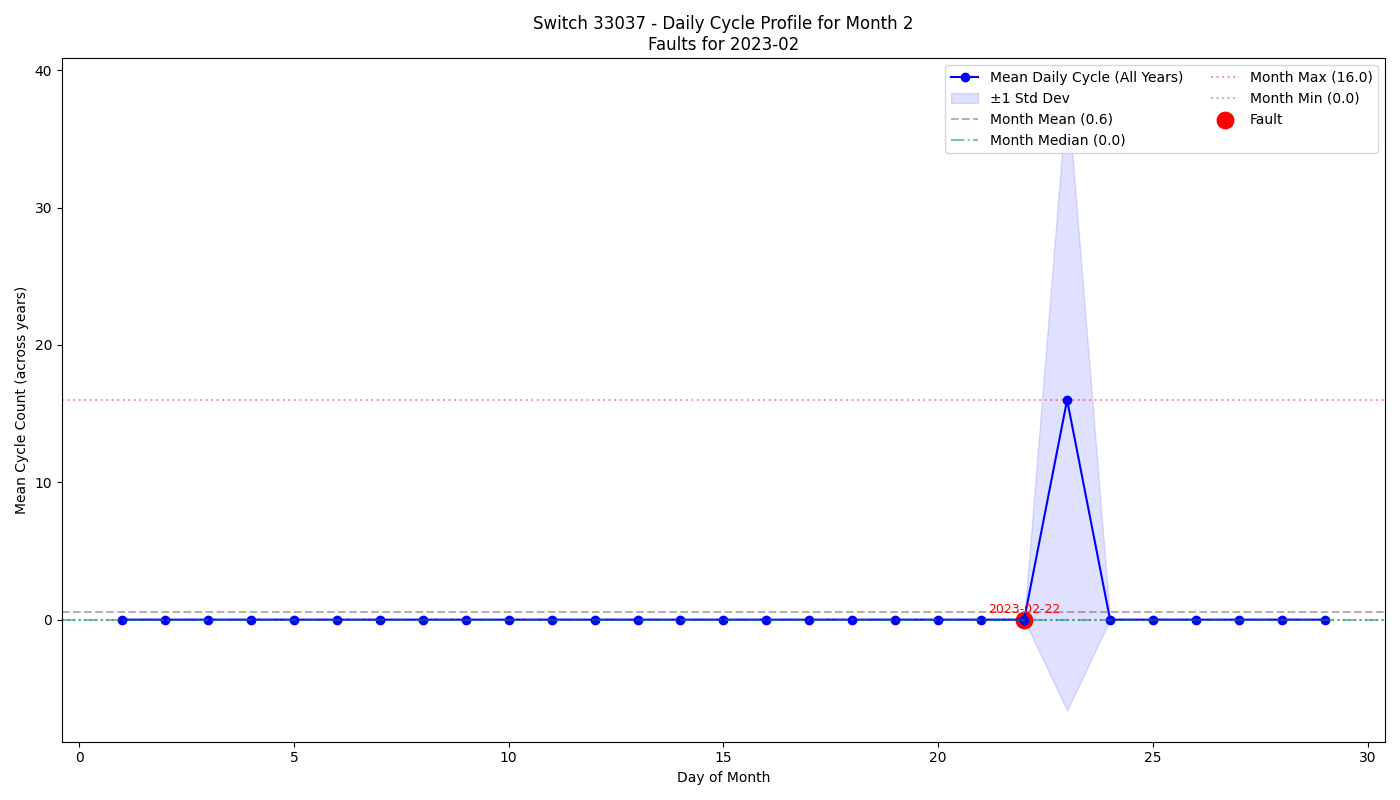 Switch 33037 - Daily Cycle Profile for Month 2
Faults for 2023-02
Mean Cycle Count (across years)
40
30
20
10
0
Mean Daily Cycle (All Years)
±1 Std Dev
Month Mean (0.6)
Month Median (0.0)
Month Max (16.0)
Month Min (0.0)
Fault
2023-02-22
0
5
10
15
20
25
30
Day of Month